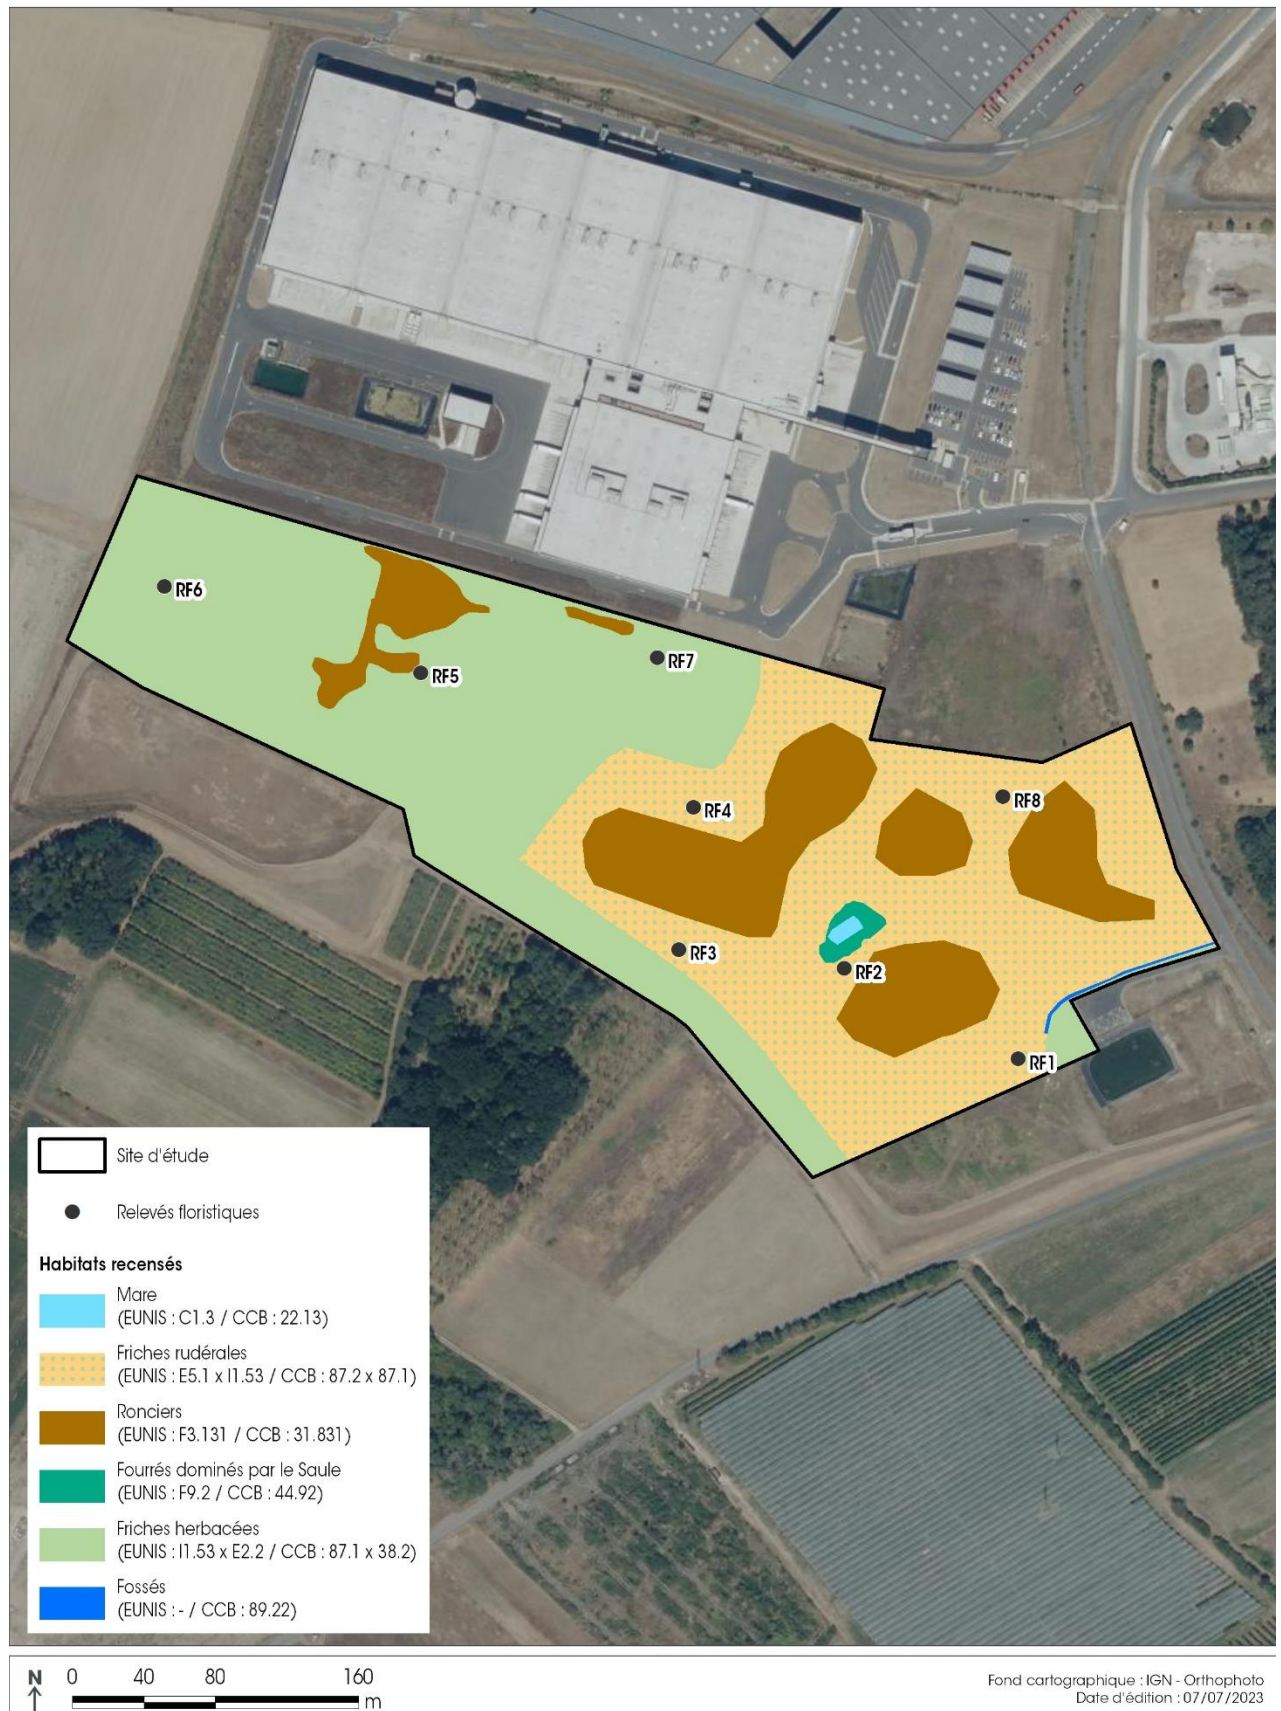 RF6
RF5
RF7
RF4
RF8
RF3
RF2
RF1
Site d'étude
Relevés floristiques
Habitats recensés
Mare
(EUNIS : C1.3 / CCB : 22.13)
Friches rudérales
(EUNIS : E5.1 x I1.53 / CCB : 87.2 x 87.1)
Ronciers
(EUNIS : F3.131 / CCB : 31.831)
Fourrés dominés par le Saule
(EUNIS : F9.2 / CCB : 44.92)
Friches herbacées
(EUNIS : I1.53 x E2.2 / CCB : 87.1 x 38.2)
Fossés
(EUNIS : - / CCB : 89.22)
N 0 40 80 160
m
Fond cartographique : IGN - Orthophoto
Date d'édition : 07/07/2023